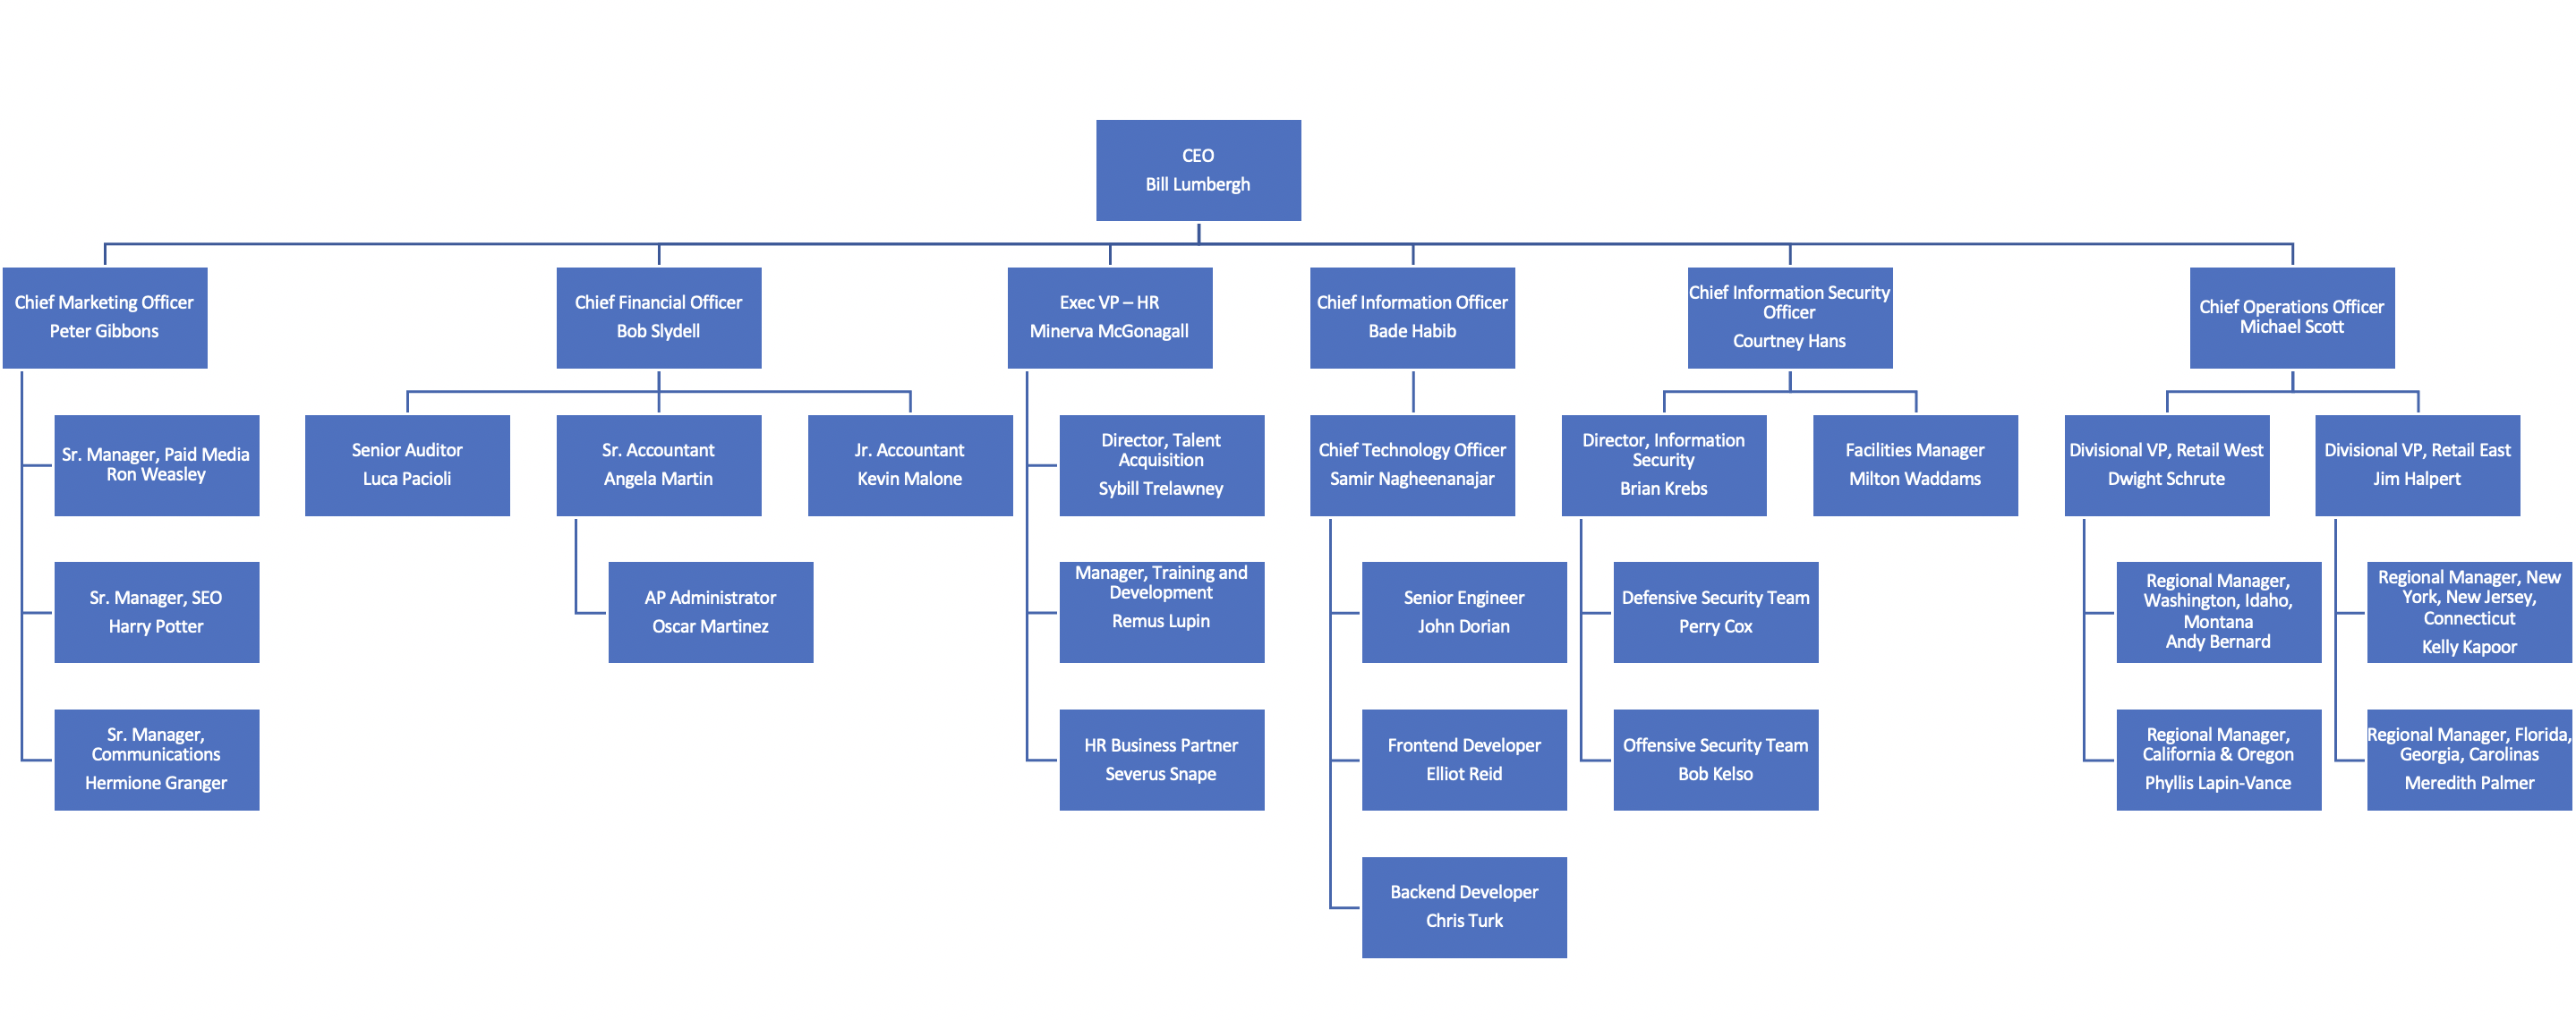 CEO
Bill Lumbergh
Chief Marketing Officer
Peter Gibbons
Chief Financial Officer
Bob Slydell
Exec VP – HR
Minerva McGonagall
Chief Information Officer
Bade Habib
Chief Information Security
Officer
Courtney Hans
Chief Operations Officer
Michael Scott
Sr. Manager, Paid Media
Ron Weasley
Senior Auditor
Luca Pacioli
Sr. Accountant
Angela Martin
Jr. Accountant
Kevin Malone
Director, Talent
Acquisition
Sybill Trelawney
Chief Technology Officer
Samir Nagheenanajar
Director, Information
Security
Brian Krebs
Facilities Manager
Milton Waddams
Divisional VP, Retail West
Dwight Schrute
Divisional VP, Retail East
Jim Halpert
Sr. Manager, SEO
Harry Potter
AP Administrator
Oscar Martinez
Manager, Training and
Development
Remus Lupin
Senior Engineer
John Dorian
Defensive Security Team
Perry Cox
Regional Manager,
Washington, Idaho,
Montana
Andy Bernard
Regional Manager, New
York, New Jersey,
Connecticut
Kelly Kapoor
Sr. Manager,
Communications
Hermione Granger
HR Business Partner
Severus Snape
Frontend Developer
Elliot Reid
Offensive Security Team
Bob Kelso
Regional Manager,
California & Oregon
Phyllis Lapin-Vance
Regional Manager, Florida,
Georgia, Carolinas
Meredith Palmer
Backend Developer
Chris Turk